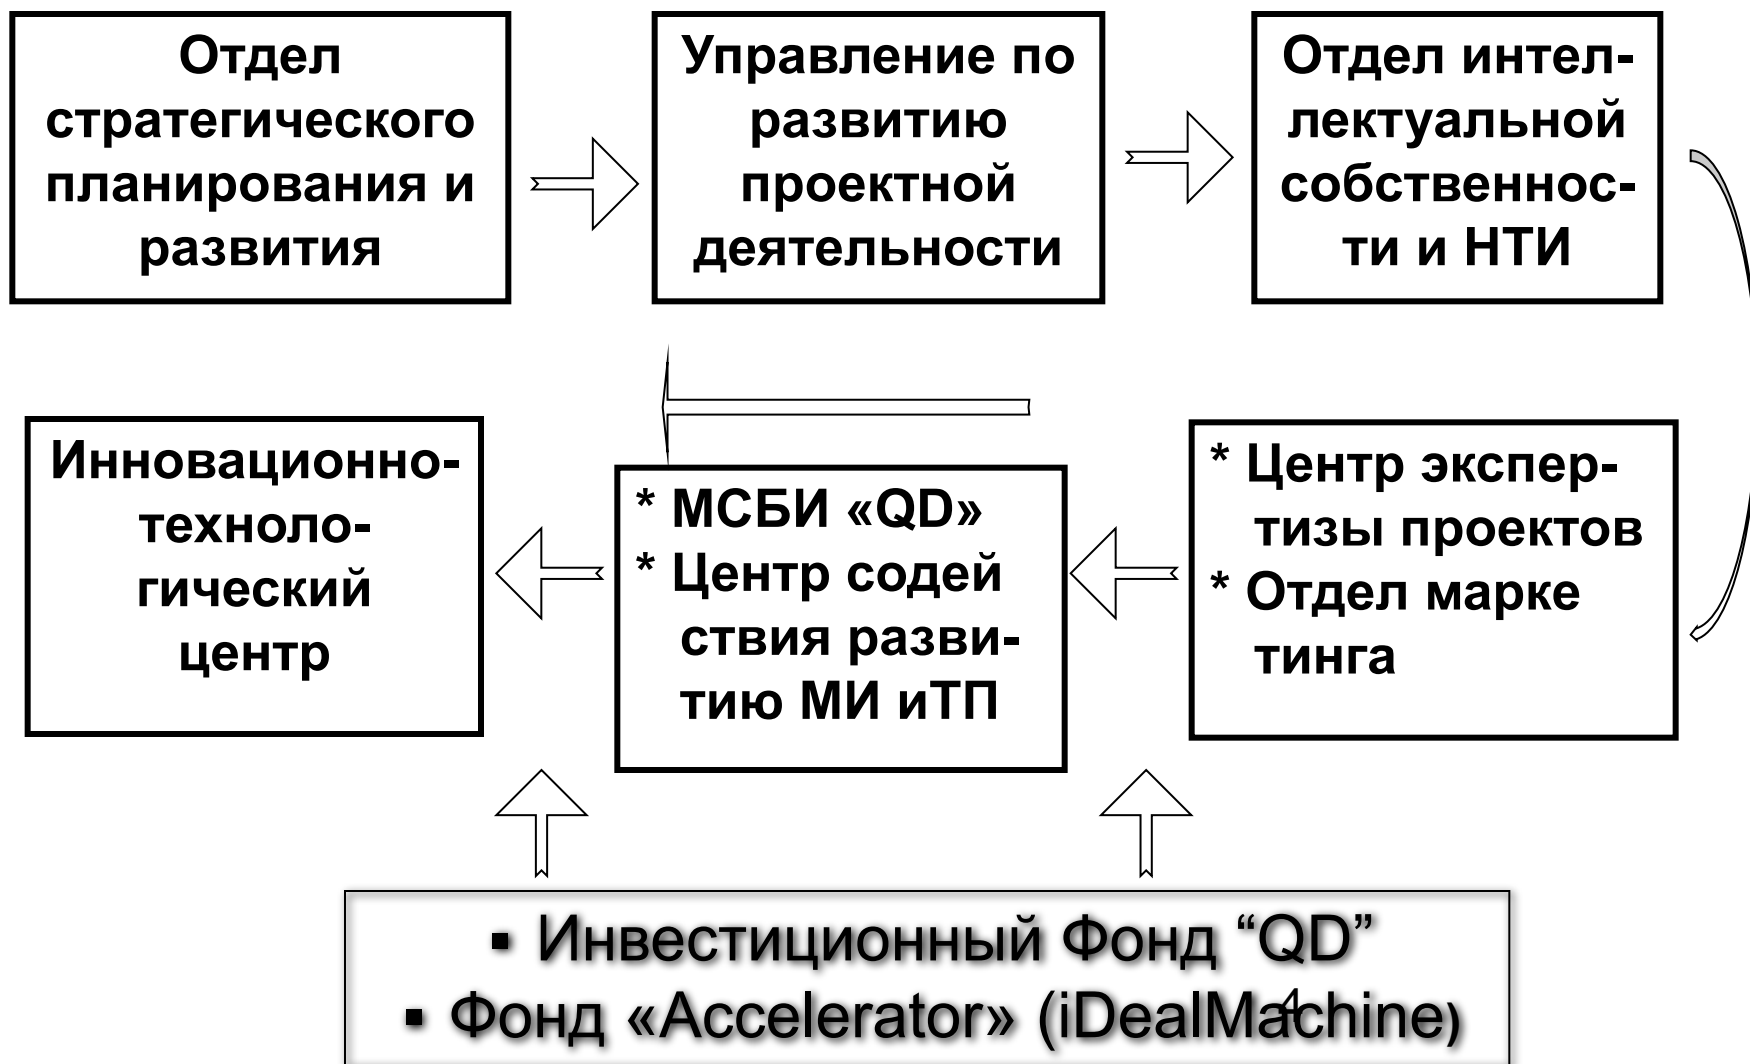 Отдел
стратегического
планирования и
развития
Управление по
развитию
проектной
деятельности
Отдел интел-
лектуальной
собственнос-
ти и НТИ
Инновационно-
техноло-
гический
центр
* МСБИ «QD»
* Центр содей
ствия разви-
тию МИ иТП
* Центр экспер-
тизы проектов
* Отдел марке
тинга
▪ Инвестиционный Фонд “QD”
▪ Фонд «Accelerator» (iDealMachine)
4